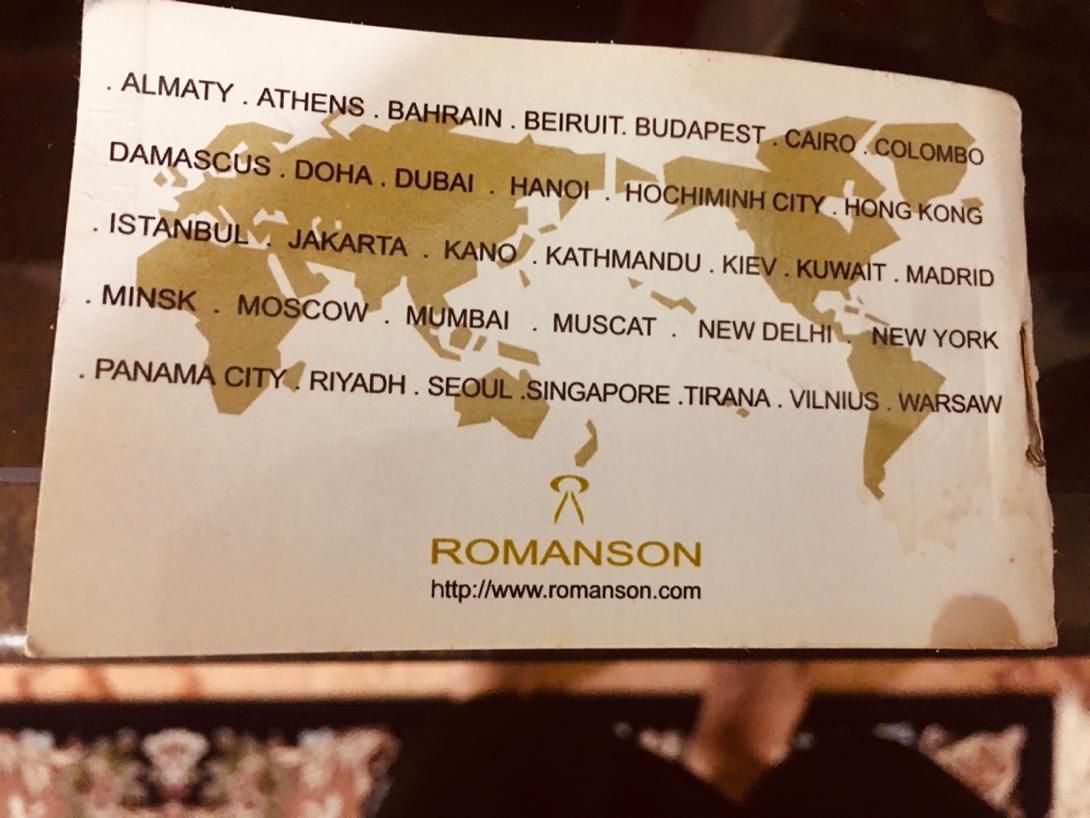 . ALMATY . ATHENS . BAHRAIN . BEIRUIT. BUDAPEST . CAIRO . COLOMBO
DAMASCUS . DOHA . DUBAI . HANOI . HOCHIMINH CITY . HONG KONG
. ISTANBUL . JAKARTA . KANO . KATHMANDU . KIEV . KUWAIT . MADRID
. MINSK . MOSCOW . MUMBAI . MUSCAT . NEW DELHI . NEW YORK
. PANAMA CITY . RIYADH . SEOUL .SINGAPORE .TIRANA . VILNIUS . WARSAW
ROMANSON
http://www.romanson.com